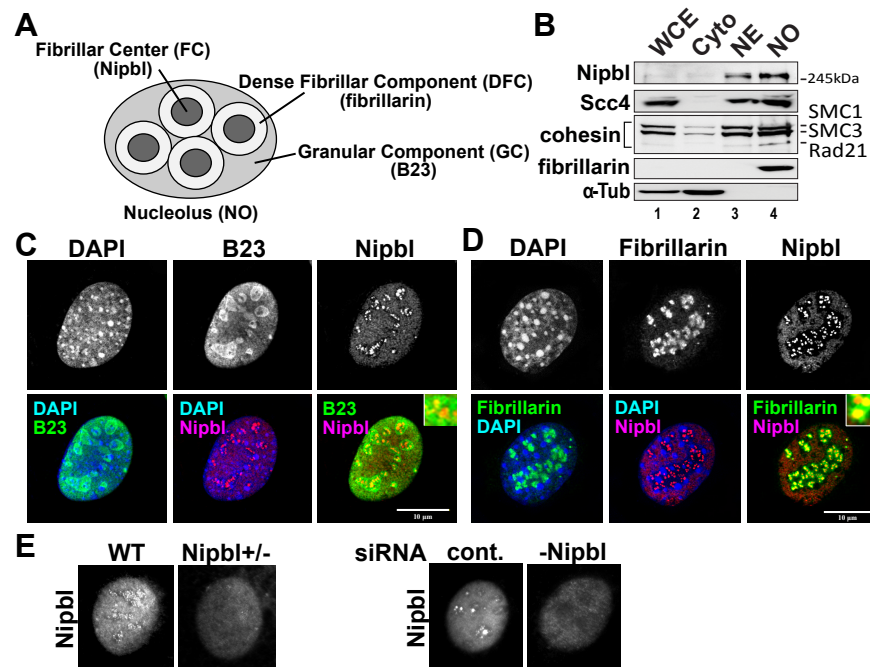 A
Fibrillar Center (FC)
(Nipbl)
Dense Fibrillar Component (DFC)
(fibrillarin)
Granular Component (GC)
(B23)
Nucleolus (NO)
B
WCE Cyto NE NO
Nipbl
-245kDa
Scc4
SMC1
cohesin
SMC3
Rad21
fibrillarin
α-Tub
1 2 3 4
C
DAPI B23 Nipbl
DAPI
B23
DAPI
Nipbl
B23
Nipbl
10 µm
D
DAPI Fibrillarin Nipbl
Fibrillarin
DAPI
DAPI
Nipbl
Fibrillarin
Nipbl
10 µm
E
WT Nipbl+/-
Nipbl
siRNA cont. -Nipbl
Nipbl